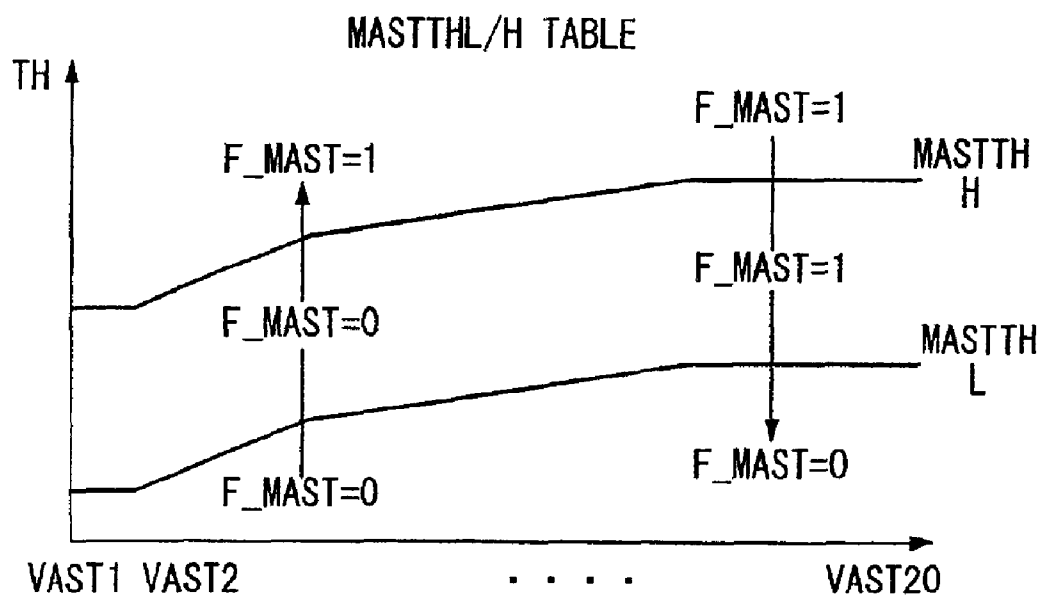 MASTTHL/H TABLE
TH
F_MAST=1
F_MAST=1
MASTTH
H
F_MAST=1
F_MAST=0
MASTTH
L
F_MAST=0
F_MAST=0
VAST1 VAST2 · · · · VAST20